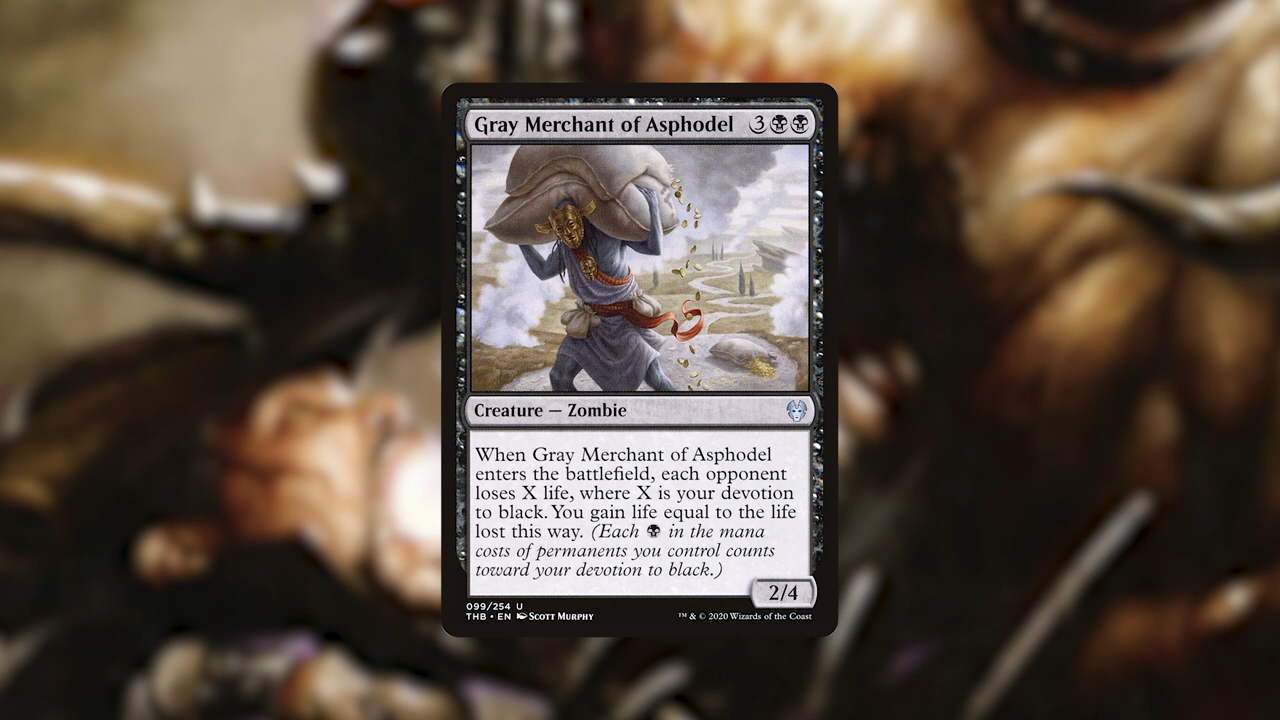 Gray Merchant of Asphodel 3
Creature — Zombie
When Gray Merchant of Asphodel
enters the battlefield, each opponent
loses X life, where X is your devotion
to black. You gain life equal to the life
lost this way. (Each in the mana
costs of permanents you control counts
toward your devotion to black.)
2/4
099/254 U
THB • EN Scott Murphy
™ & © 2020 Wizards of the Coast